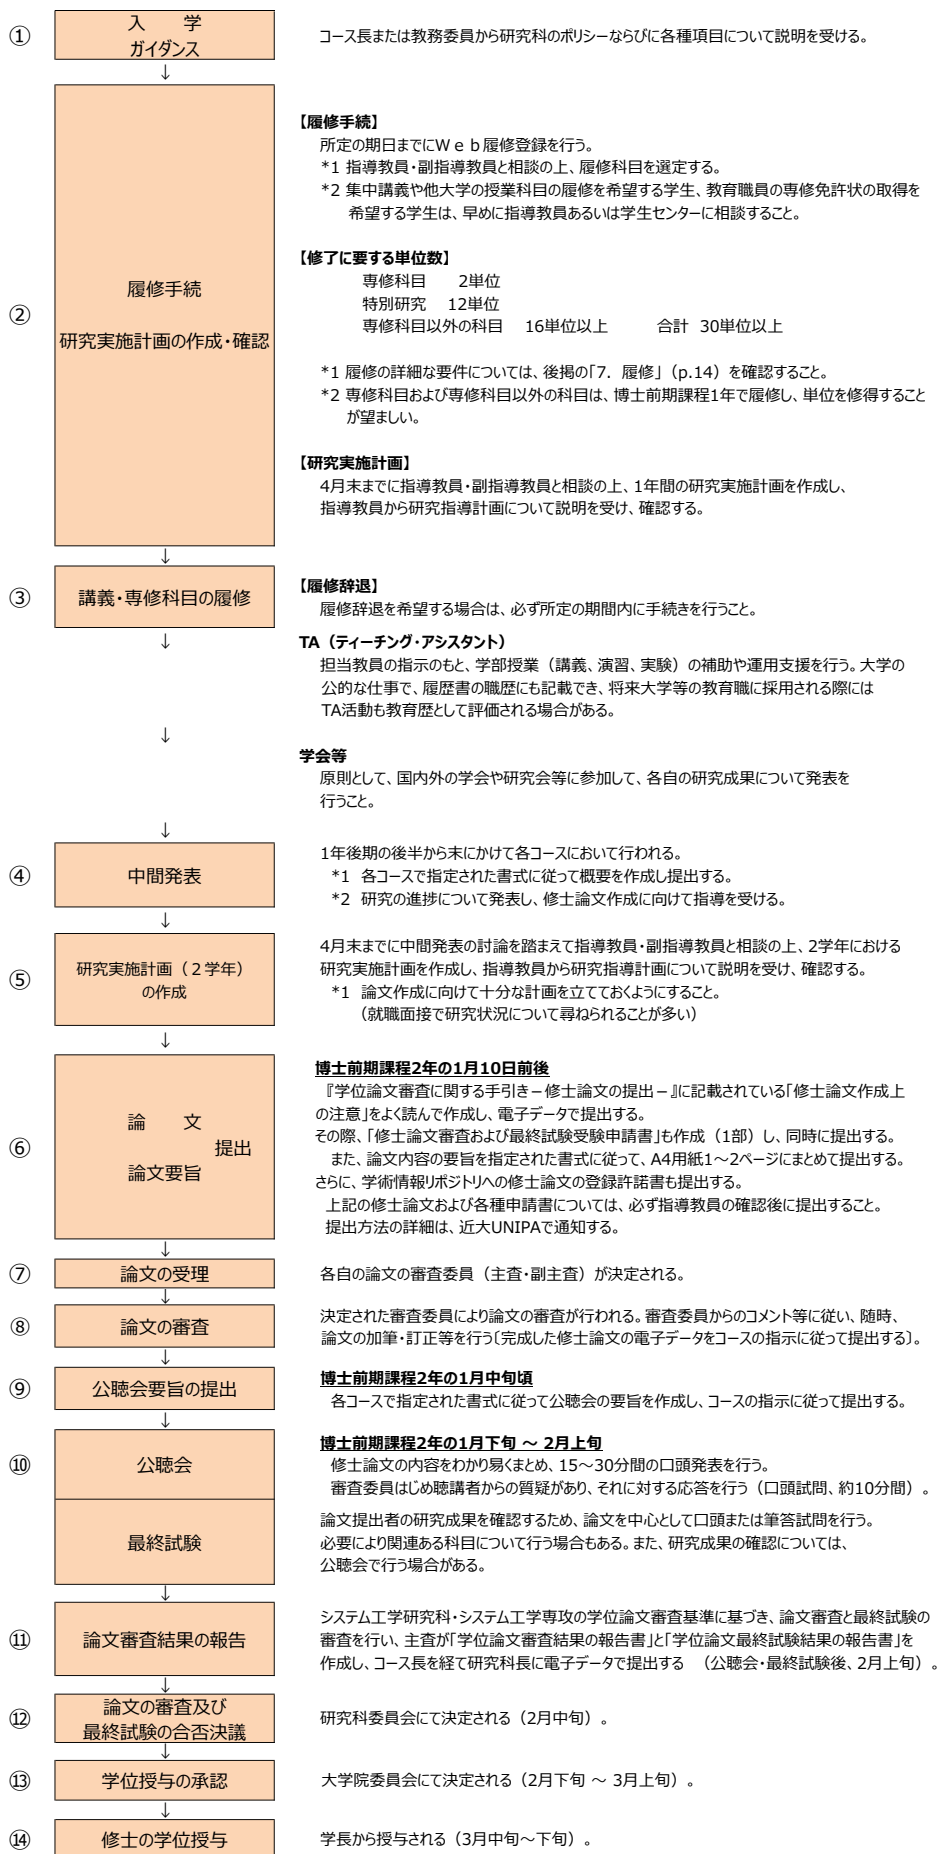 ①
入　学
ガイダンス
コース長または教務委員から研究科のポリシーならびに各種項目について説明を受ける。
↓
②
履修手続
研究実施計画の作成・確認
【履修手続】
所定の期日までにＷｅｂ履修登録を行う。
*1 指導教員・副指導教員と相談の上、履修科目を選定する。
*2 集中講義や他大学の授業科目の履修を希望する学生、教育職員の専修免許状の取得を
希望する学生は、早めに指導教員あるいは学生センターに相談すること。
【修了に要する単位数】
専修科目　2単位
特別研究　12単位
専修科目以外の科目　16単位以上　　合計 30単位以上
*1 履修の詳細な要件については、後掲の「7．履修」（p.14）を確認すること。
*2 専修科目および専修科目以外の科目は、博士前期課程1年で履修し、単位を修得すること
が望ましい。
【研究実施計画】
4月末までに指導教員・副指導教員と相談の上、1年間の研究実施計画を作成し、
指導教員から研究指導計画について説明を受け、確認する。
↓
③
講義・専修科目の履修
【履修辞退】
履修辞退を希望する場合は、必ず所定の期間内に手続きを行うこと。
↓
TA（ティーチング・アシスタント）
担当教員の指示のもと、学部授業（講義、演習、実験）の補助や運用支援を行う。大学の
公的な仕事で、履歴書の職歴にも記載でき、将来大学等の教育職に採用される際には
TA活動も教育歴として評価される場合がある。
↓
学会等
原則として、国内外の学会や研究会等に参加して、各自の研究成果について発表を
行うこと。
↓
④
中間発表
1年後期の後半から末にかけて各コースにおいて行われる。
*1 各コースで指定された書式に従って概要を作成し提出する。
*2 研究の進捗について発表し、修士論文作成に向けて指導を受ける。
↓
⑤
研究実施計画（２学年）
の作成
4月末までに中間発表の討論を踏まえて指導教員・副指導教員と相談の上、2学年における
研究実施計画を作成し、指導教員から研究指導計画について説明を受け、確認する。
*1 論文作成に向けて十分な計画を立てておくようにすること。
（就職面接で研究状況について尋ねられることが多い）
↓
⑥
論　文
提出
論文要旨
博士前期課程2年の1月10日前後
『学位論文審査に関する手引き－修士論文の提出－』に記載されている「修士論文作成上
の注意」をよく読んで作成し、電子データで提出する。
その際、「修士論文審査および最終試験受験申請書」も作成（1部）し、同時に提出する。
また、論文内容の要旨を指定された書式に従って、A4用紙1～2ページにまとめて提出する。
さらに、学術情報リポジトリへの修士論文の登録許諾書も提出する。
上記の修士論文および各種申請書については、必ず指導教員の確認後に提出すること。
提出方法の詳細は、近大UNIPAで通知する。
↓
⑦
論文の受理
各自の論文の審査委員（主査・副主査）が決定される。
↓
⑧
論文の審査
決定された審査委員により論文の審査が行われる。審査委員からのコメント等に従い、随時、
論文の加筆・訂正等を行う〔完成した修士論文の電子データをコースの指示に従って提出する〕。
↓
⑨
公聴会要旨の提出
博士前期課程2年の1月中旬頃
各コースで指定された書式に従って公聴会の要旨を作成し、コースの指示に従って提出する。
↓
⑩
公聴会
博士前期課程2年の1月下旬 ～ 2月上旬
修士論文の内容をわかり易くまとめ、15～30分間の口頭発表を行う。
審査委員はじめ聴講者からの質疑があり、それに対する応答を行う（口頭試問、約10分間）。
最終試験
論文提出者の研究成果を確認するため、論文を中心として口頭または筆答試問を行う。
必要により関連ある科目について行う場合もある。また、研究成果の確認については、
公聴会で行う場合がある。
↓
⑪
論文審査結果の報告
システム工学研究科・システム工学専攻の学位論文審査基準に基づき、論文審査と最終試験の
審査を行い、主査が「学位論文審査結果の報告書」と「学位論文最終試験結果の報告書」を
作成し、コース長を経て研究科長に電子データで提出する　（公聴会・最終試験後、2月上旬）。
↓
⑫
論文の審査及び
最終試験の合否決議
研究科委員会にて決定される（2月中旬）。
↓
⑬
学位授与の承認
大学院委員会にて決定される（2月下旬 ～ 3月上旬）。
↓
⑭
修士の学位授与
学長から授与される（3月中旬～下旬）。